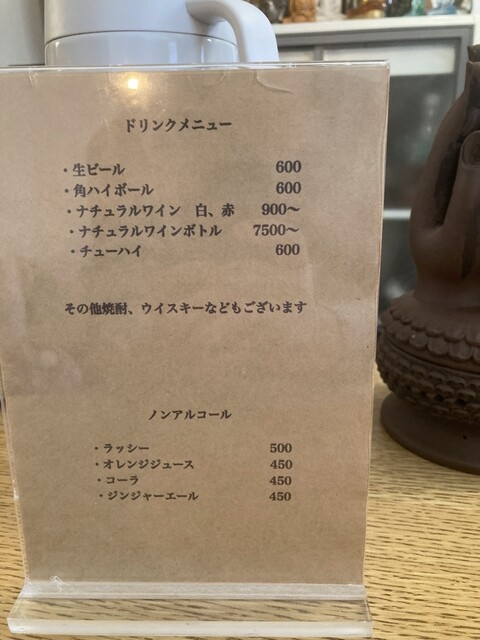 ドリンクメニュー
・生ビール 600
・角ハイボール 600
・ナチュラルワイン 白、赤 900〜
・ナチュラルワインボトル 7500〜
・チューハイ 600
その他焼酎、ウイスキーなどもございます
ノンアルコール
・ラッシー 500
・オレンジジュース 450
・コーラ 450
・ジンジャーエール 450